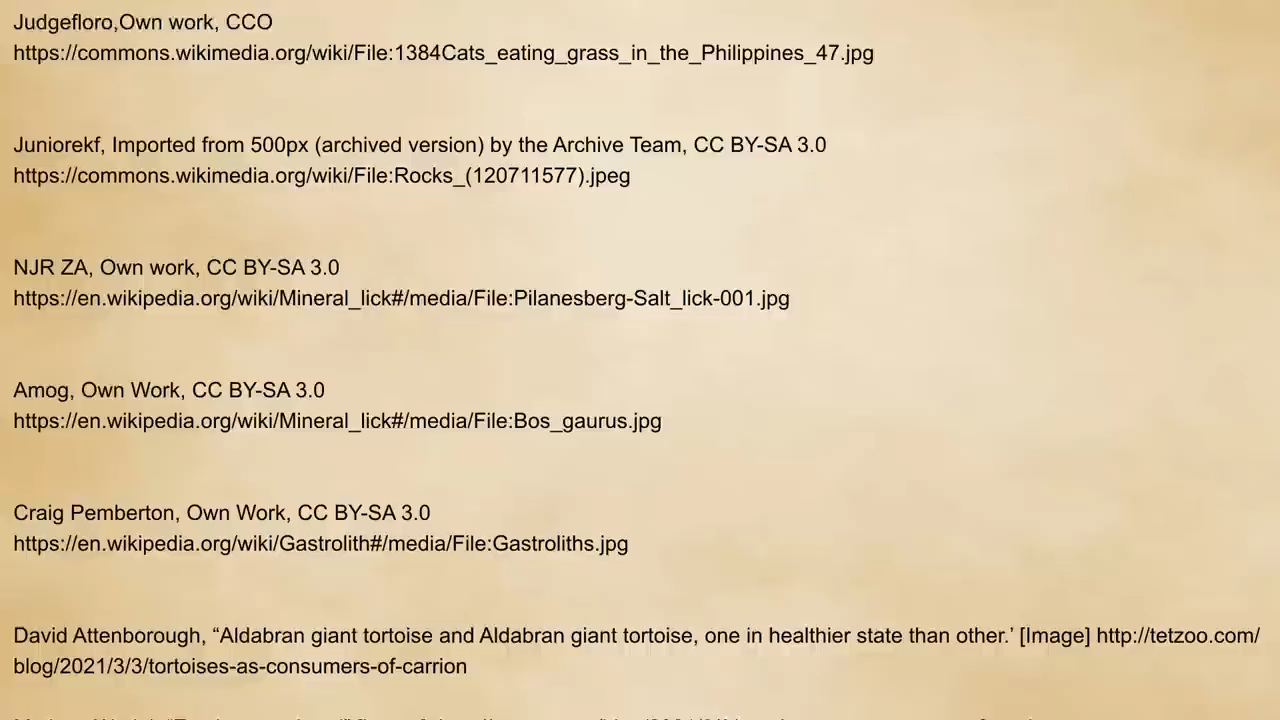 Judgefloro,Own work, CCO
https://commons.wikimedia.org/wiki/File:1384Cats_eating_grass_in_the_Philippines_47.jpg
Juniorekf, Imported from 500px (archived version) by the Archive Team, CC BY-SA 3.0
https://commons.wikimedia.org/wiki/File:Rocks_(120711577).jpeg
NJR ZA, Own work, CC BY-SA 3.0
https://en.wikipedia.org/wiki/Mineral_lick#/media/File:Pilanesberg-Salt_lick-001.jpg
Amog, Own Work, CC BY-SA 3.0
https://en.wikipedia.org/wiki/Mineral_lick#/media/File:Bos_gaurus.jpg
Craig Pemberton, Own Work, CC BY-SA 3.0
https://en.wikipedia.org/wiki/Gastrolith#/media/File:Gastroliths.jpg
David Attenborough, “Aldabran giant tortoise and Aldabran giant tortoise, one in healthier state than other.’ [Image] http://tetzoo.com/
blog/2021/3/3/tortoises-as-consumers-of-carrion